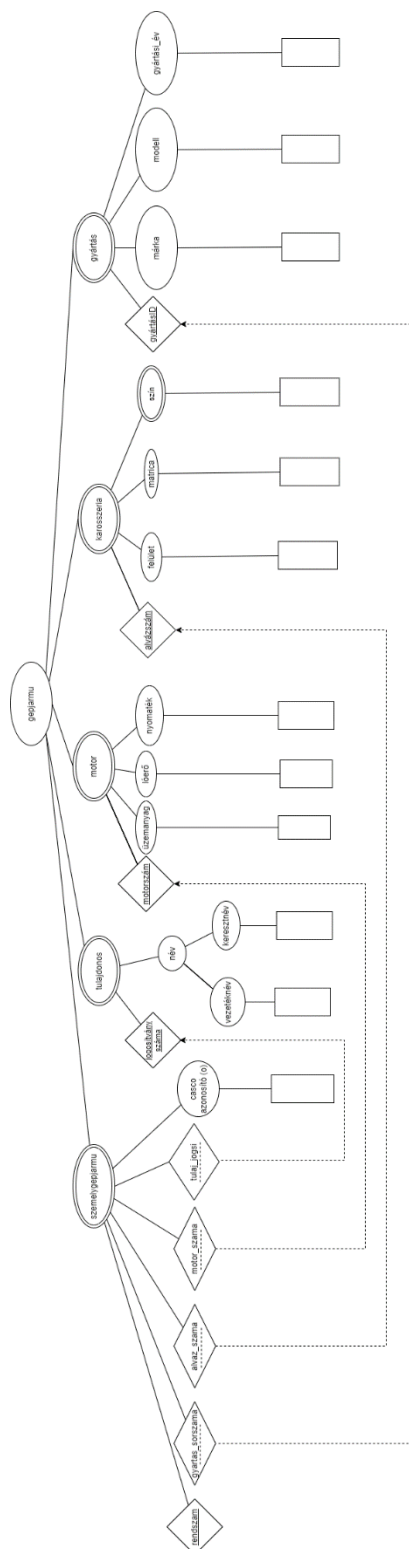 gepjarmu
szemelygepjarmu
tulajdonos
motor
karosszeria
gyártás
rendszam
gyartas_sorszama
alvaz_szama
motor_szama
tulaj_jogsi
casco
azonosító (o)
jogosítvány
száma
név
vezetéknév
keresztnév
motorszám
üzemanyag
lóerő
nyomaték
alvázszám
felület
matrica
szín
gyártásID
márka
modell
gyártási_év